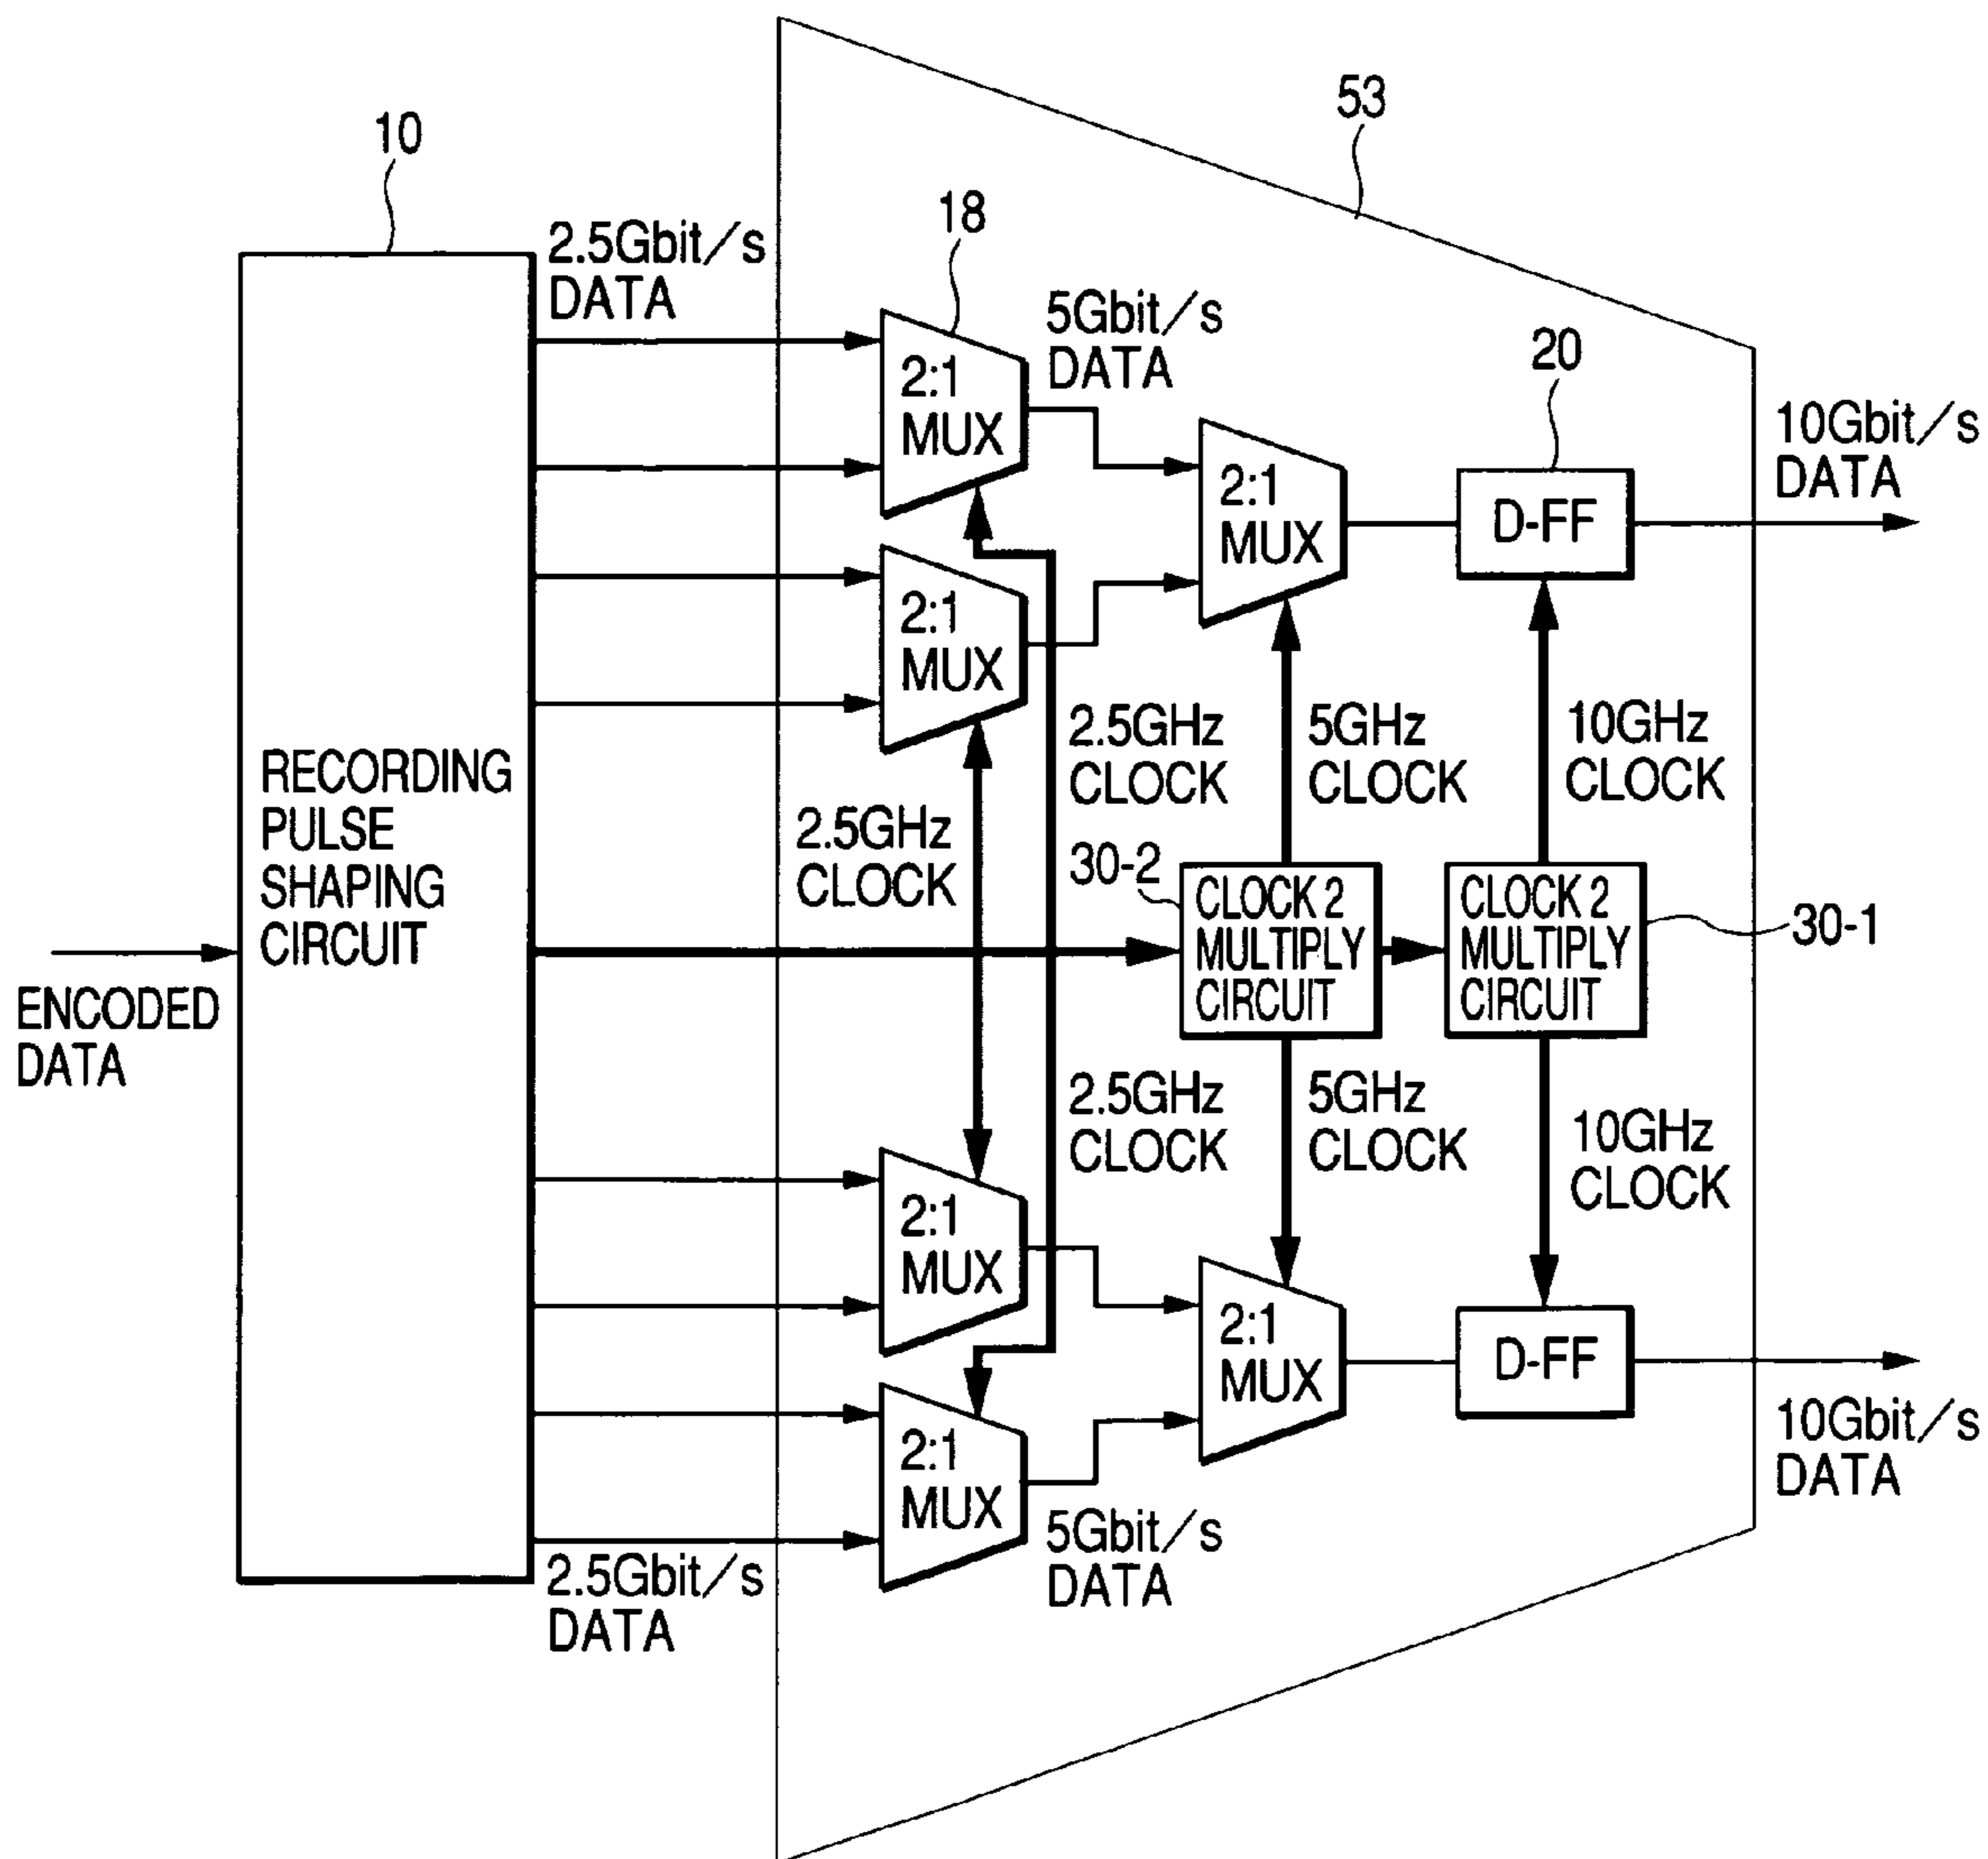 53
10
18
2.5Gbit/s
DATA
5Gbit/s
DATA
2:1
MUX
20
10Gbit/s
DATA
2:1
MUX
D-FF
2:1
MUX
RECORDING
PULSE
SHAPING
CIRCUIT
2.5GHz
CLOCK
2.5GHz
CLOCK
5GHz
CLOCK
10GHz
CLOCK
30-2
CLOCK 2
MULTIPLY
CIRCUIT
CLOCK 2
MULTIPLY
CIRCUIT
30-1
ENCODED
DATA
2.5GHz
CLOCK
5GHz
CLOCK
10GHz
CLOCK
2:1
MUX
2:1
MUX
D-FF
10Gbit/s
DATA
2:1
MUX
5Gbit/s
DATA
2.5Gbit/s
DATA